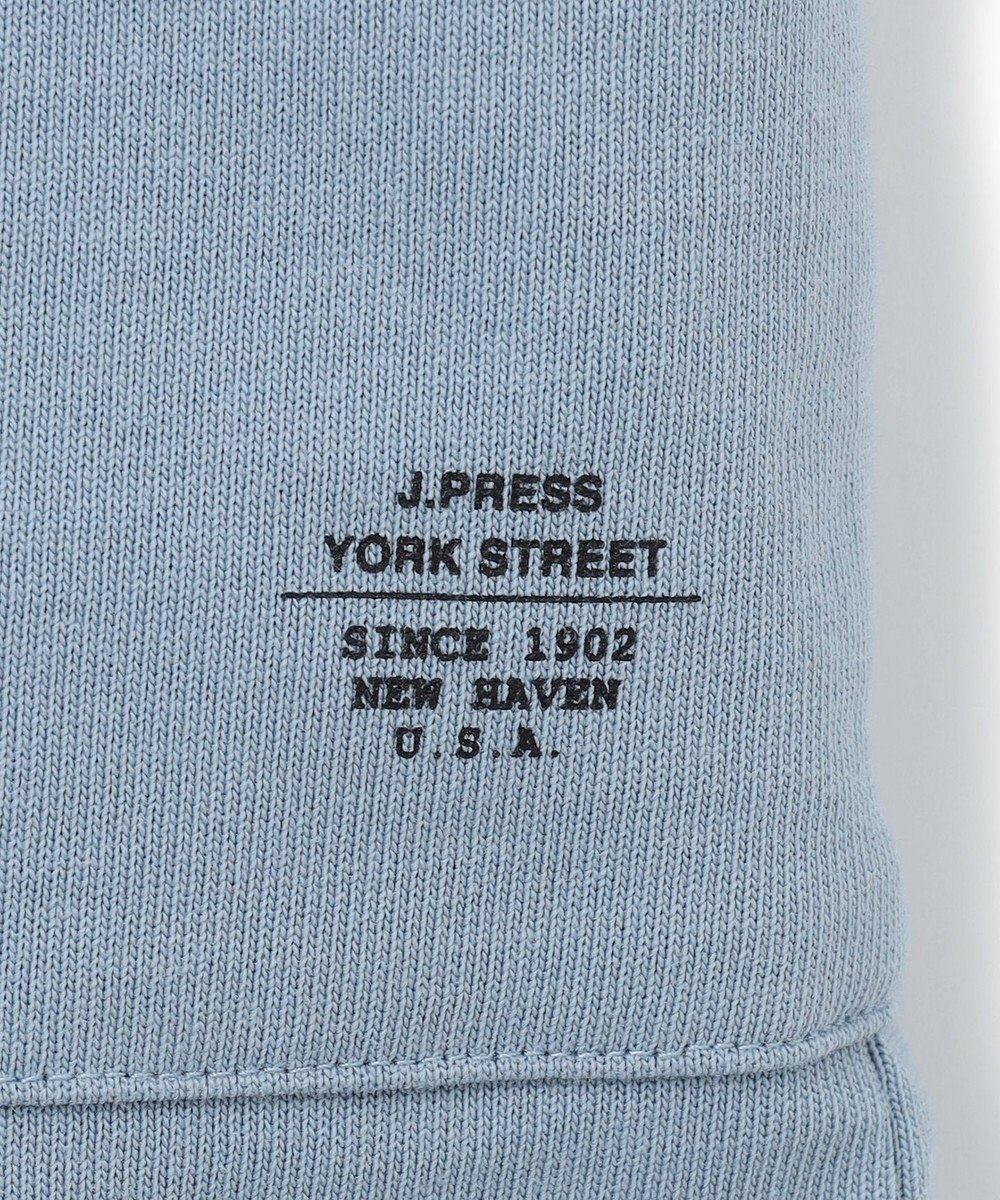 J.PRESS
YORK STREET
SINCE 1902
NEW HAVEN
U.S.A.